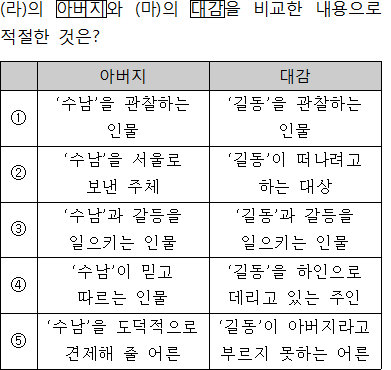 (라)의 아버지와 (마)의 대감을 비교한 내용으로
적절한 것은?
아버지 대감
① ‘수남’을 관찰하는 인물 ‘길동’을 관찰하는 인물
② ‘수남’을 서울로 보낸 주체 ‘길동’이 떠나려고 하는 대상
③ ‘수남’과 갈등을 일으키는 인물 ‘길동’과 갈등을 일으키는 인물
④ ‘수남’이 믿고 따르는 인물 ‘길동’을 하인으로 데리고 있는 주인
⑤ ‘수남’을 도덕적으로 견제해 줄 어른 ‘길동’이 아버지라고 부르지 못하는 어른